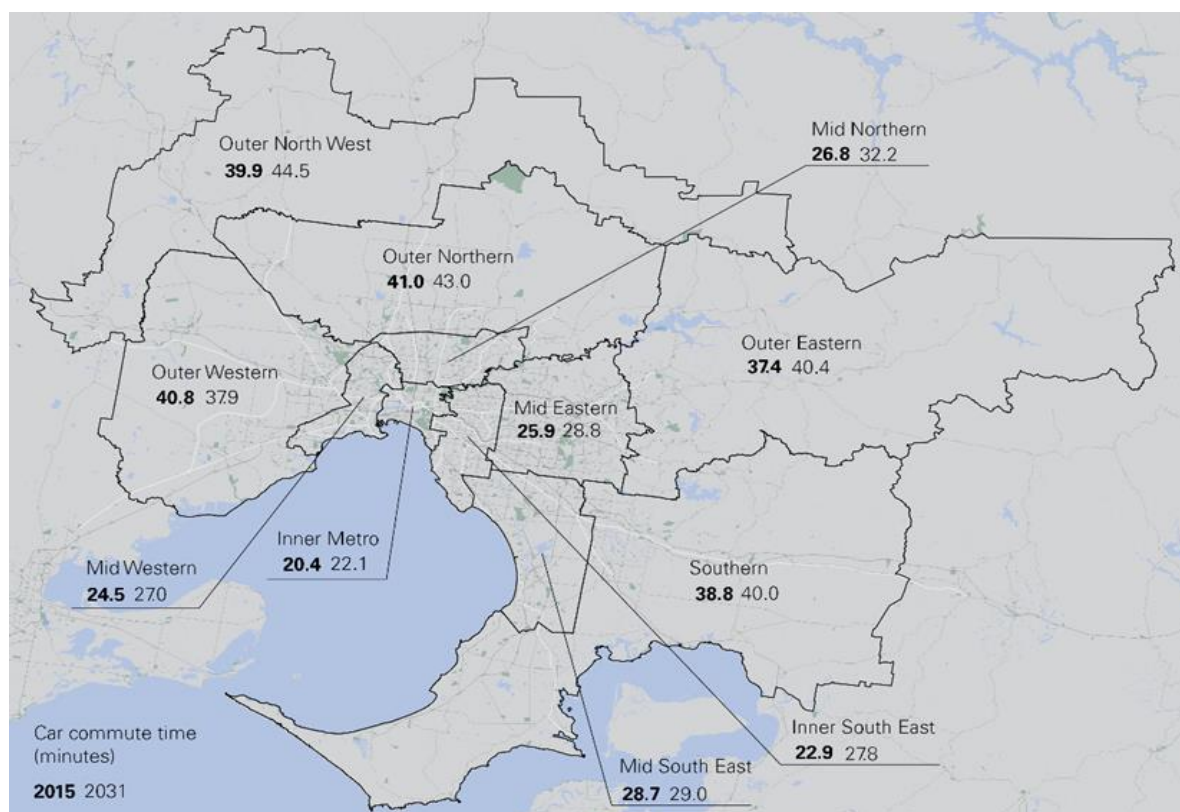 Mid Northern
26.8 32.2
Outer North West
39.9 44.5
Outer Northern
41.0 43.0
Outer Eastern
37.4 40.4
Outer Western
40.8 37.9
Mid Eastern
25.9 28.8
Inner Metro
20.4 22.1
Mid Western
24.5 27.0
Southern
38.8 40.0
Inner South East
22.9 27.8
Mid South East
28.7 29.0
Car commute time
(minutes)
2015 2031